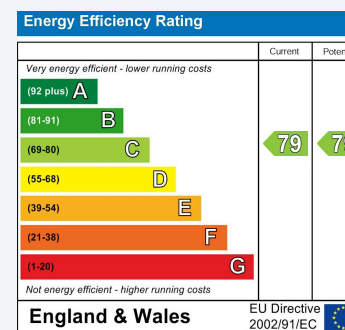 Energy Efficiency Rating
Current
Very energy efficient - lower running costs
(92 plus) A
(81-91) B
(69-80) C
79
(55-68) D
(39-54) E
(21-38) F
(1-20) G
Not energy efficient - higher running costs
England & Wales
EU Directive
2002/91/EC